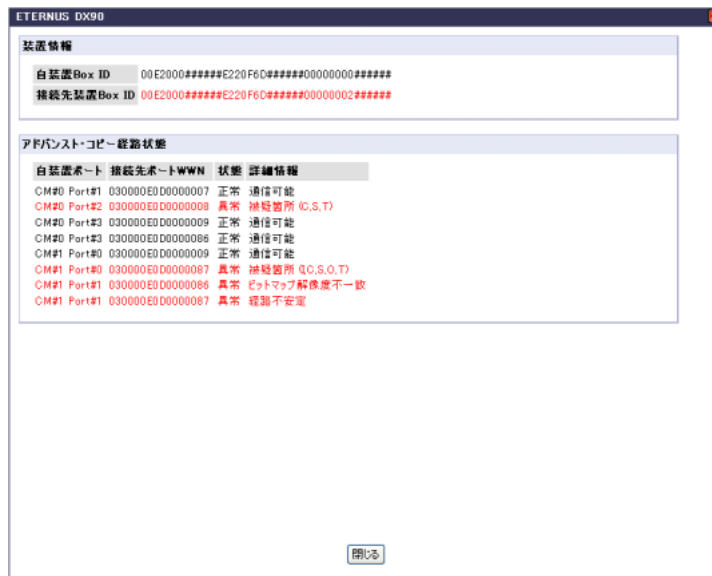 ETERNUS DX90
装置情報
自装置Box ID 00E2000######E220F6D######00000000######
接続先装置Box ID 00E2000######E220F6D######00000002######
アドバンスト・コピー経路状態
自装置ポート 接続先ポートWWN 状態 詳細情報
CM#0 Port#1 030000E0D0000007 正常 通信可能
CM#0 Port#2 030000E0D0000008 異常 被疑箇所 (C,S,T)
CM#0 Port#3 030000E0D0000009 正常 通信可能
CM#0 Port#3 030000E0D0000086 正常 通信可能
CM#1 Port#0 030000E0D0000009 正常 通信可能
CM#1 Port#0 030000E0D0000087 異常 被疑箇所 (I,C,S,O,T)
CM#1 Port#1 030000E0D0000086 異常 ビットマップ解像度不一致
CM#1 Port#1 030000E0D0000087 異常 経路不安定
閉じる